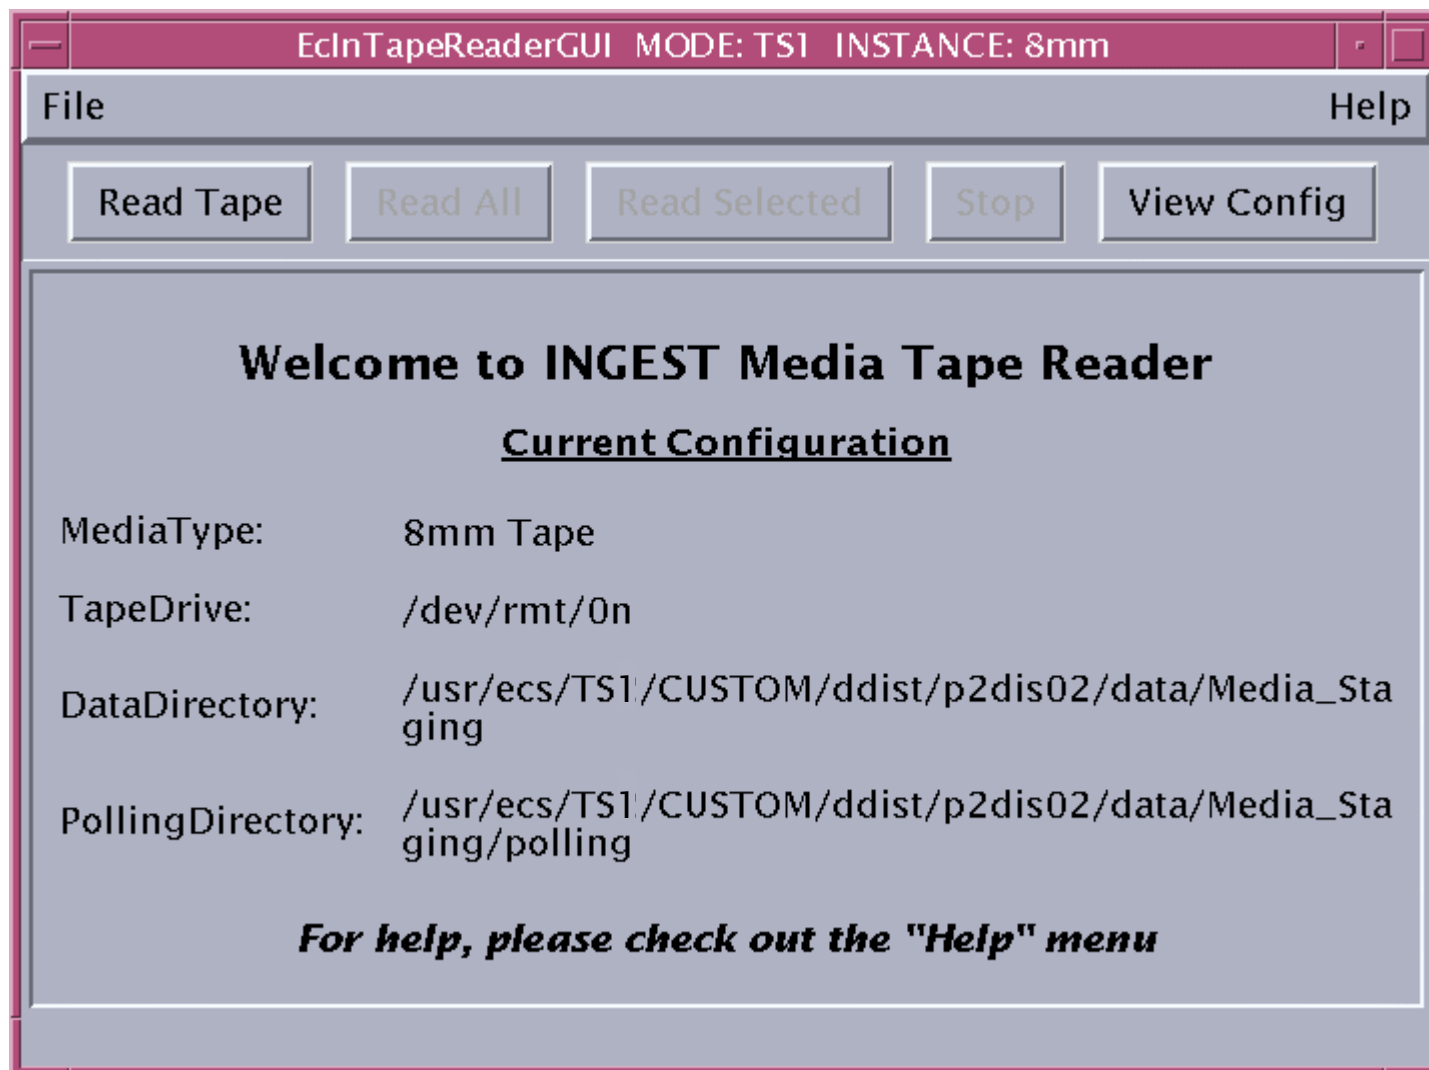 EcInTapeReaderGUI MODE: TS1 INSTANCE: 8mm
File Help
Read Tape Read All Read Selected Stop View Config
Welcome to INGEST Media Tape Reader
Current Configuration
MediaType: 8mm Tape
TapeDrive: /dev/rmt/0n
DataDirectory: /usr/ecs/TS1/CUSTOM/ddist/p2dis02/data/Media_Sta
ging
PollingDirectory: /usr/ecs/TS1/CUSTOM/ddist/p2dis02/data/Media_Sta
ging/polling
For help, please check out the "Help" menu